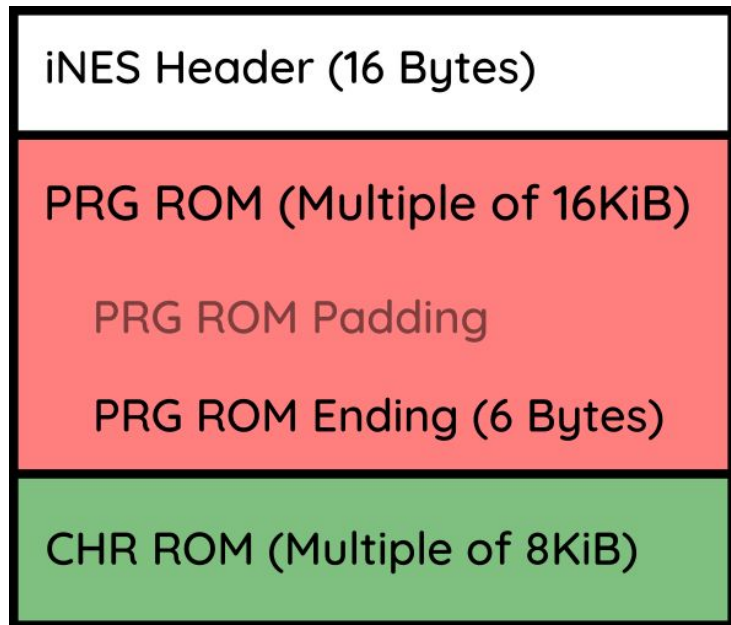 iNES Header (16 Bytes)
PRG ROM (Multiple of 16KiB)
PRG ROM Padding
PRG ROM Ending (6 Bytes)
CHR ROM (Multiple of 8KiB)